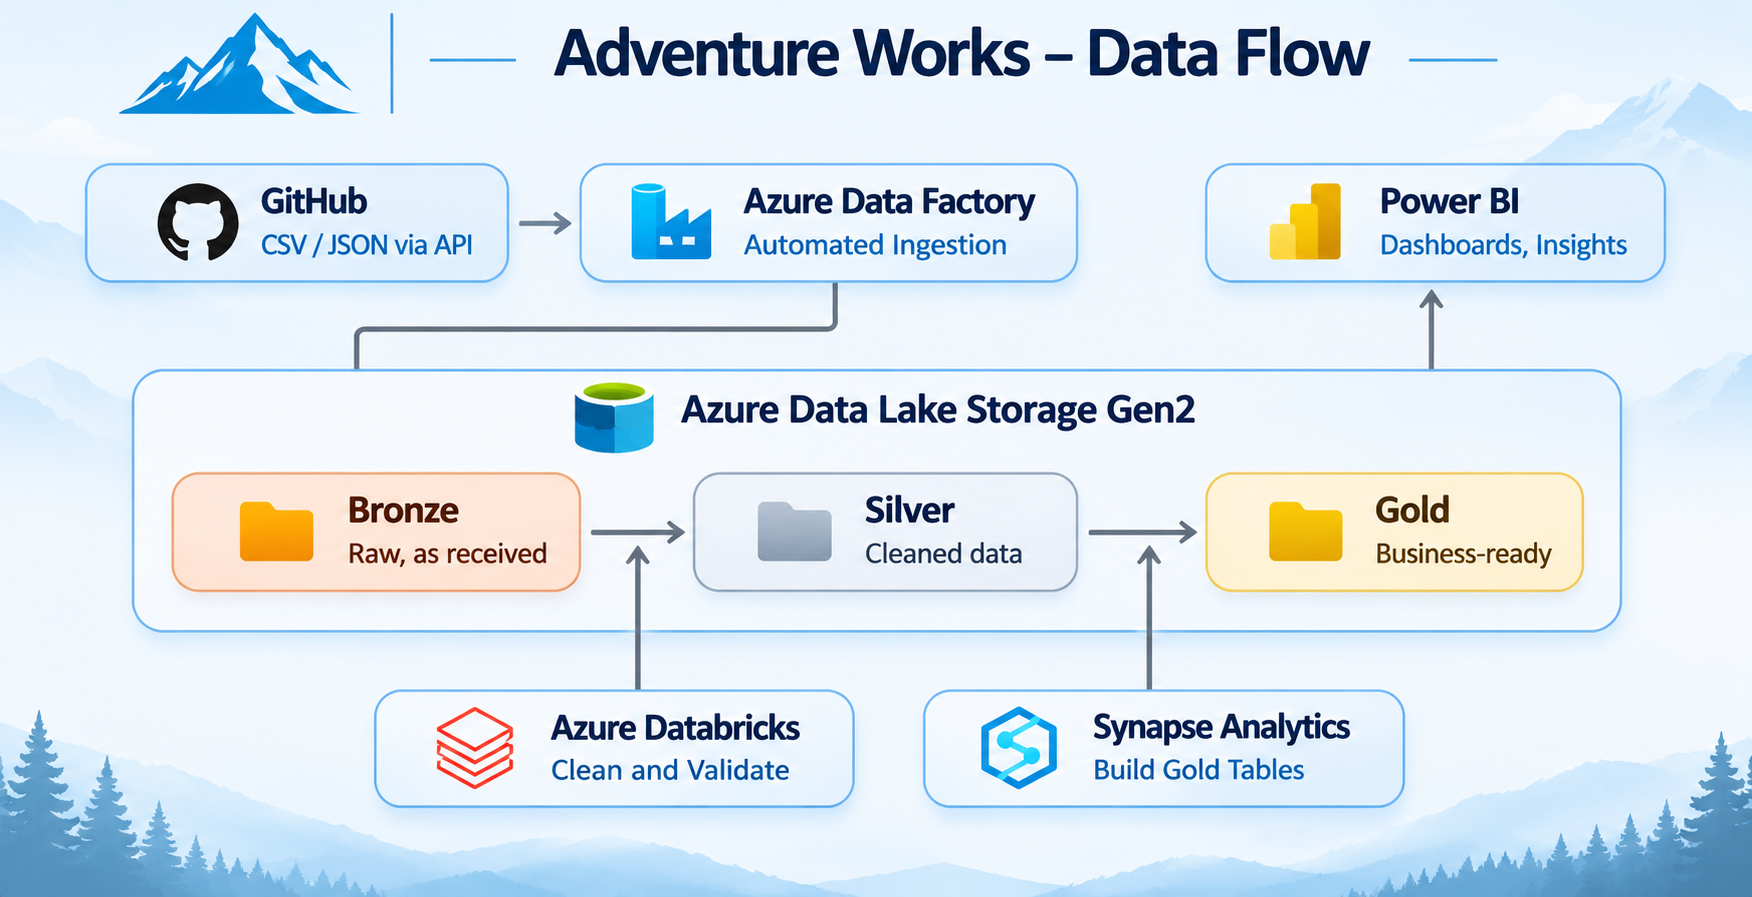 Adventure Works – Data Flow
GitHub
CSV / JSON via API
Azure Data Factory
Automated Ingestion
Power BI
Dashboards, Insights
Azure Data Lake Storage Gen2
Bronze
Raw, as received
Silver
Cleaned data
Gold
Business-ready
Azure Databricks
Clean and Validate
Synapse Analytics
Build Gold Tables